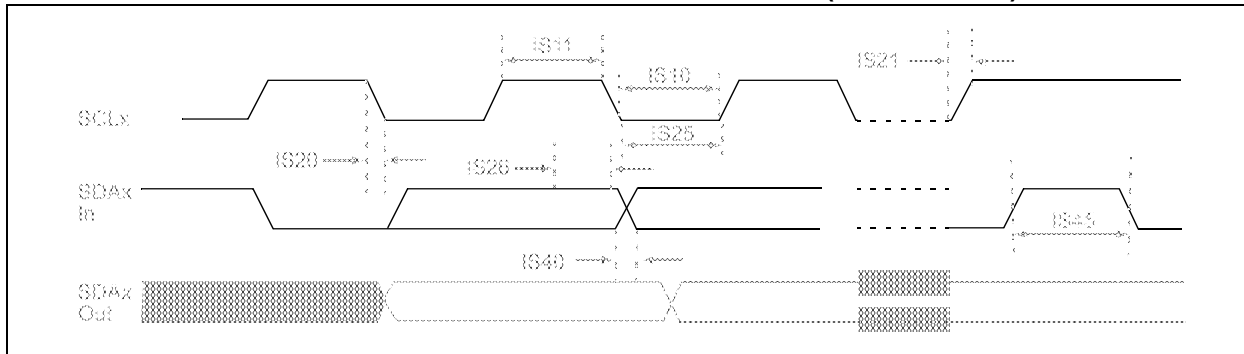 IS11
IS10
IS21
SCLx
IS25
IS20
IS26
SDAx
In
IS45
IS40
SDAx
Out